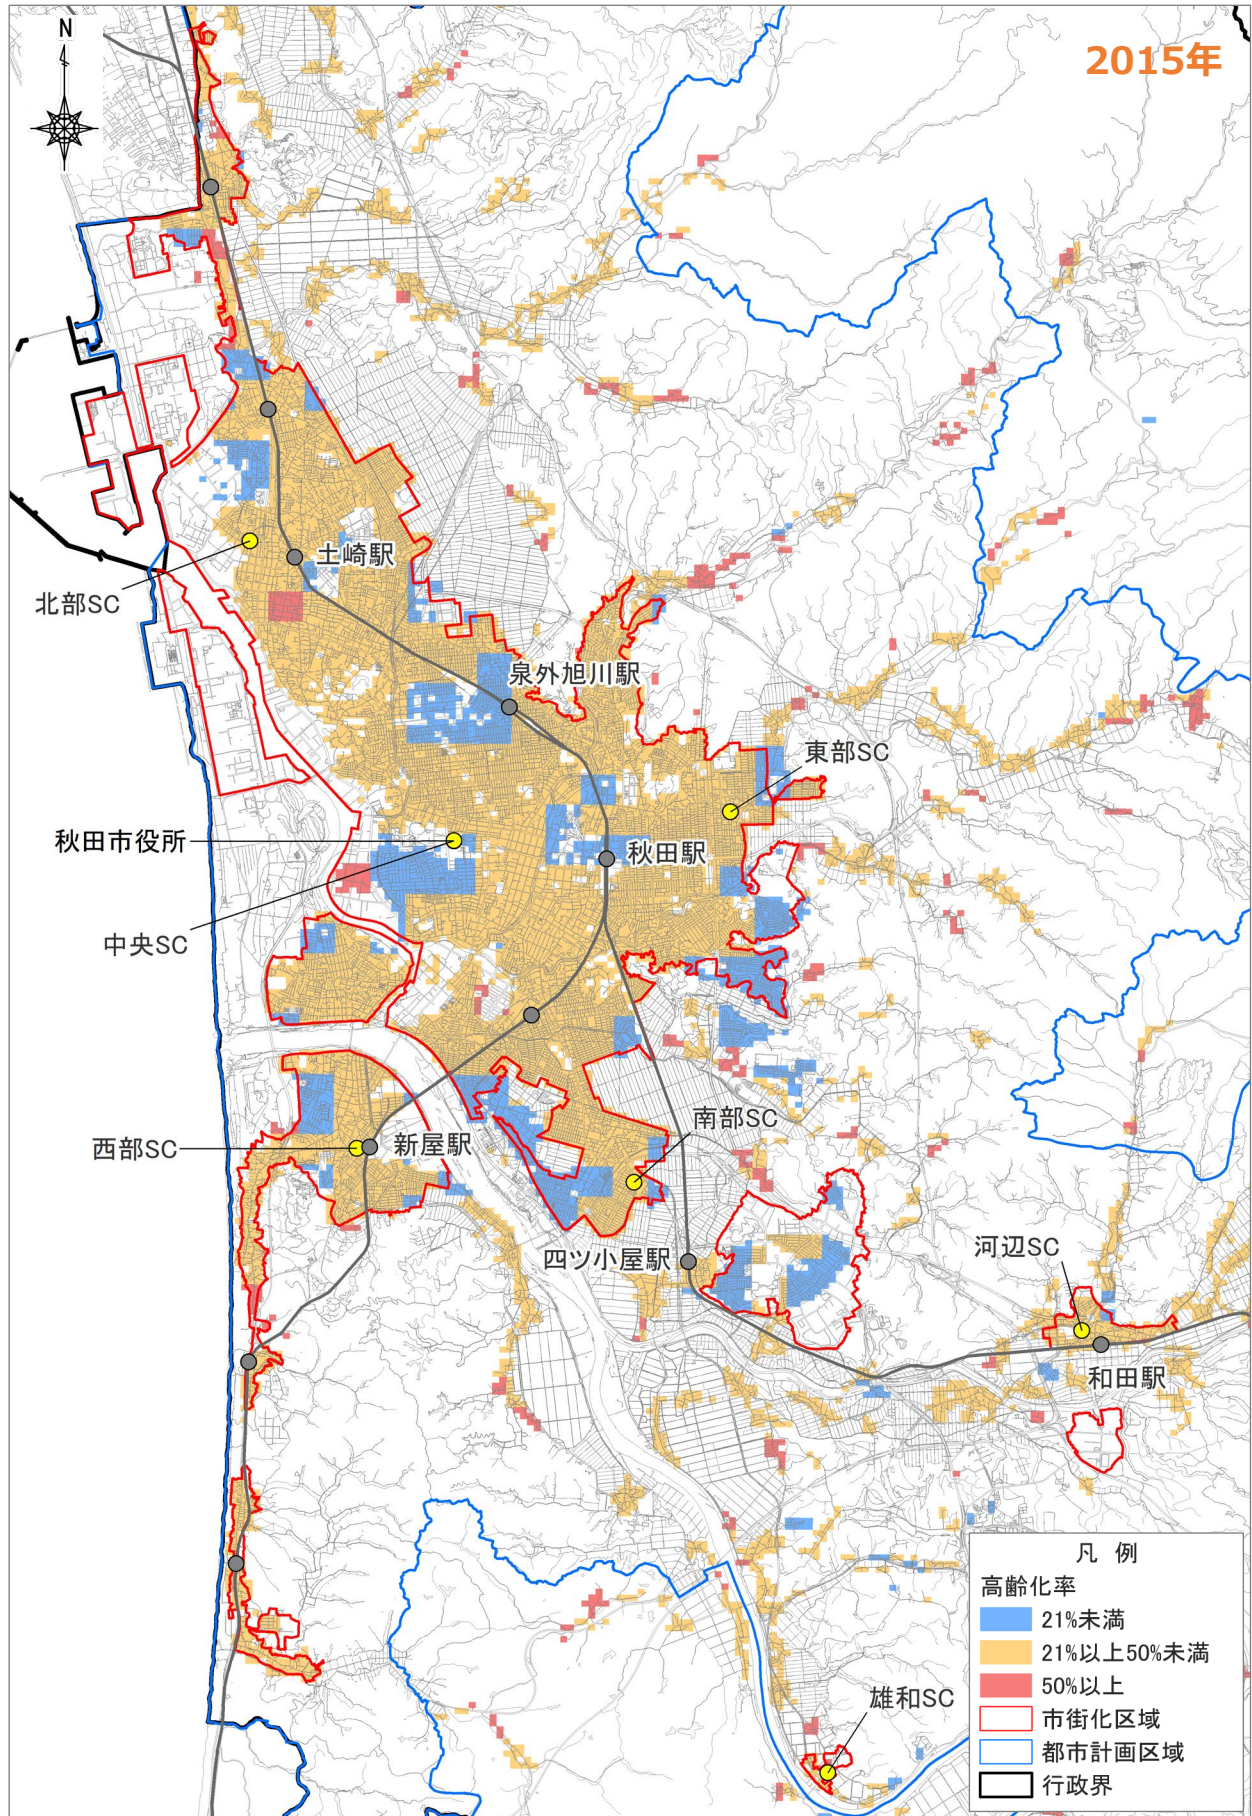 N
2015年
土崎駅
北部SC
泉外旭川駅
東部SC
秋田市役所
秋田駅
中央SC
南部SC
西部SC
新屋駅
四ツ小屋駅
河辺SC
和田駅
雄和SC
凡 例
高齢化率
21%未満
21%以上50%未満
50%以上
市街化区域
都市計画区域
行政界